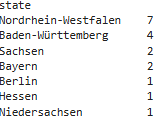 state
Nordrhein-Westfalen 7
Baden-Württemberg 4
Sachsen 2
Bayern 2
Berlin 1
Hessen 1
Niedersachsen 1